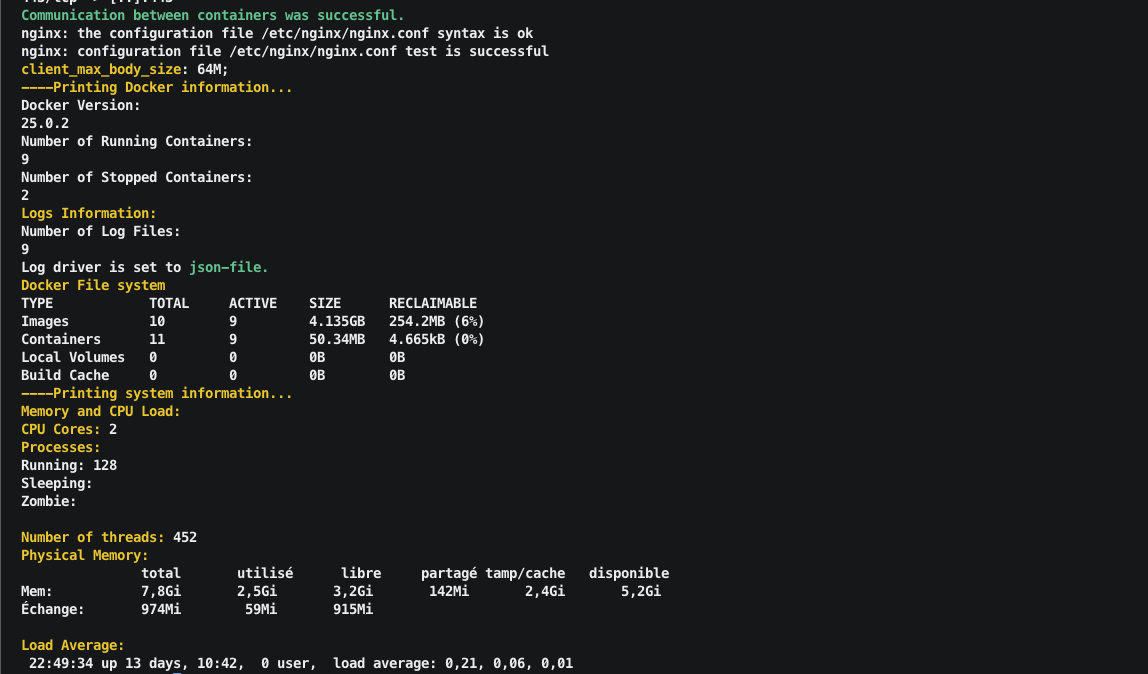 Communication between containers was successful.
nginx: the configuration file /etc/nginx/nginx.conf syntax is ok
nginx: configuration file /etc/nginx/nginx.conf test is successful
client_max_body_size: 64M;
----Printing Docker information...
Docker Version:
25.0.2
Number of Running Containers:
9
Number of Stopped Containers:
2
Logs Information:
Number of Log Files:
9
Log driver is set to json-file.
Docker File system
TYPE TOTAL ACTIVE SIZE RECLAIMABLE
Images 10 9 4.135GB 254.2MB (6%)
Containers 11 9 50.34MB 4.665kB (0%)
Local Volumes 0 0 0B 0B
Build Cache 0 0 0B 0B
----Printing system information...
Memory and CPU Load:
CPU Cores: 2
Processes:
Running: 128
Sleeping:
Zombie:
Number of threads: 452
Physical Memory:
total utilisé libre partagé tamp/cache disponible
Mem: 7,8Gi 2,5Gi 3,2Gi 142Mi 2,4Gi 5,2Gi
Échange: 974Mi 59Mi 915Mi
Load Average:
22:49:34 up 13 days, 10:42, 0 user, load average: 0,21, 0,06, 0,01